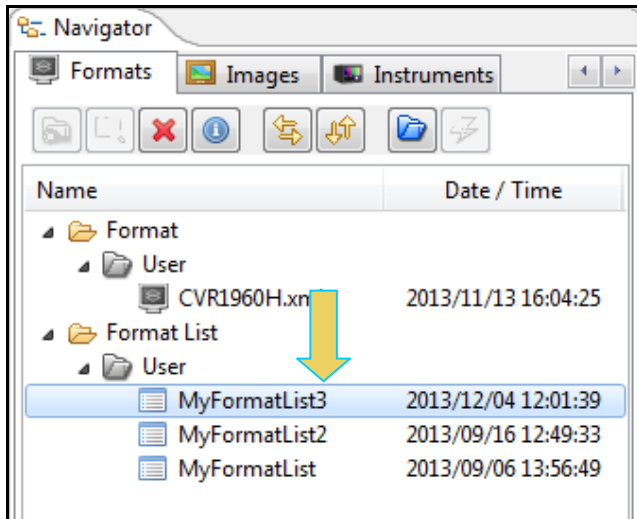 Navigator
Formats Images Instruments
Name Date / Time
Format
User
CVR1960H.xml 2013/11/13 16:04:25
Format List
User
MyFormatList3 2013/12/04 12:01:39
MyFormatList2 2013/09/16 12:49:33
MyFormatList 2013/09/06 13:56:49